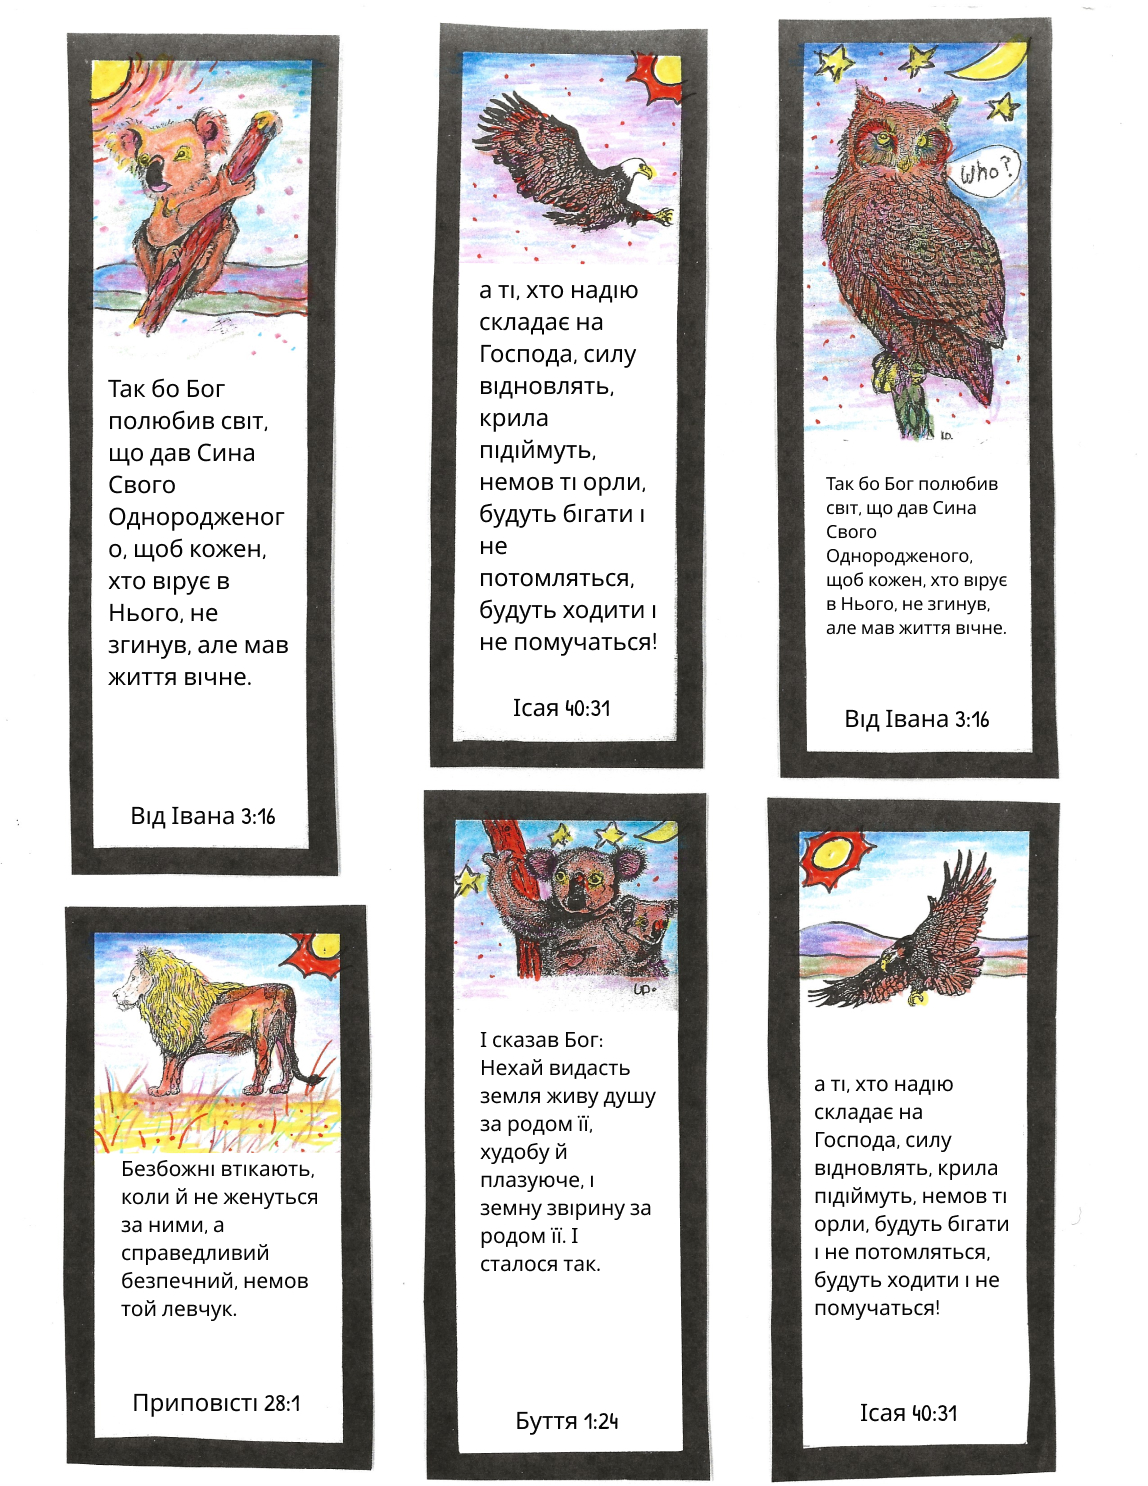 Так бо Бог
полюбив світ,
що дав Сина
Свого
Однородженог
о, щоб кожен,
хто вірує в
Нього, не
згинув, але мав
життя вічне.
Від Івана 3:16
а ті, хто надію
складає на
Господа, силу
відновлять,
крила
підіймуть,
немов ті орли,
будуть бігати і
не
потомляться,
будуть ходити і
не помучаться!
Ісая 40:31
Who?
LD.
Так бо Бог полюбив
світ, що дав Сина
Свого
Однородженого,
щоб кожен, хто вірує
в Нього, не згинув,
але мав життя вічне.
Від Івана 3:16
Безбожні втікають,
коли й не женуться
за ними, а
справедливий
безпечний, немов
той левчук.
Приповісті 28:1
LD.
І сказав Бог:
Нехай видасть
земля живу душу
за родом її,
худобу й
плазуюче, і
земну звірину за
родом її. І
сталося так.
Буття 1:24
а ті, хто надію
складає на
Господа, силу
відновлять, крила
підіймуть, немов ті
орли, будуть бігати
і не потомляться,
будуть ходити і не
помучаться!
Ісая 40:31